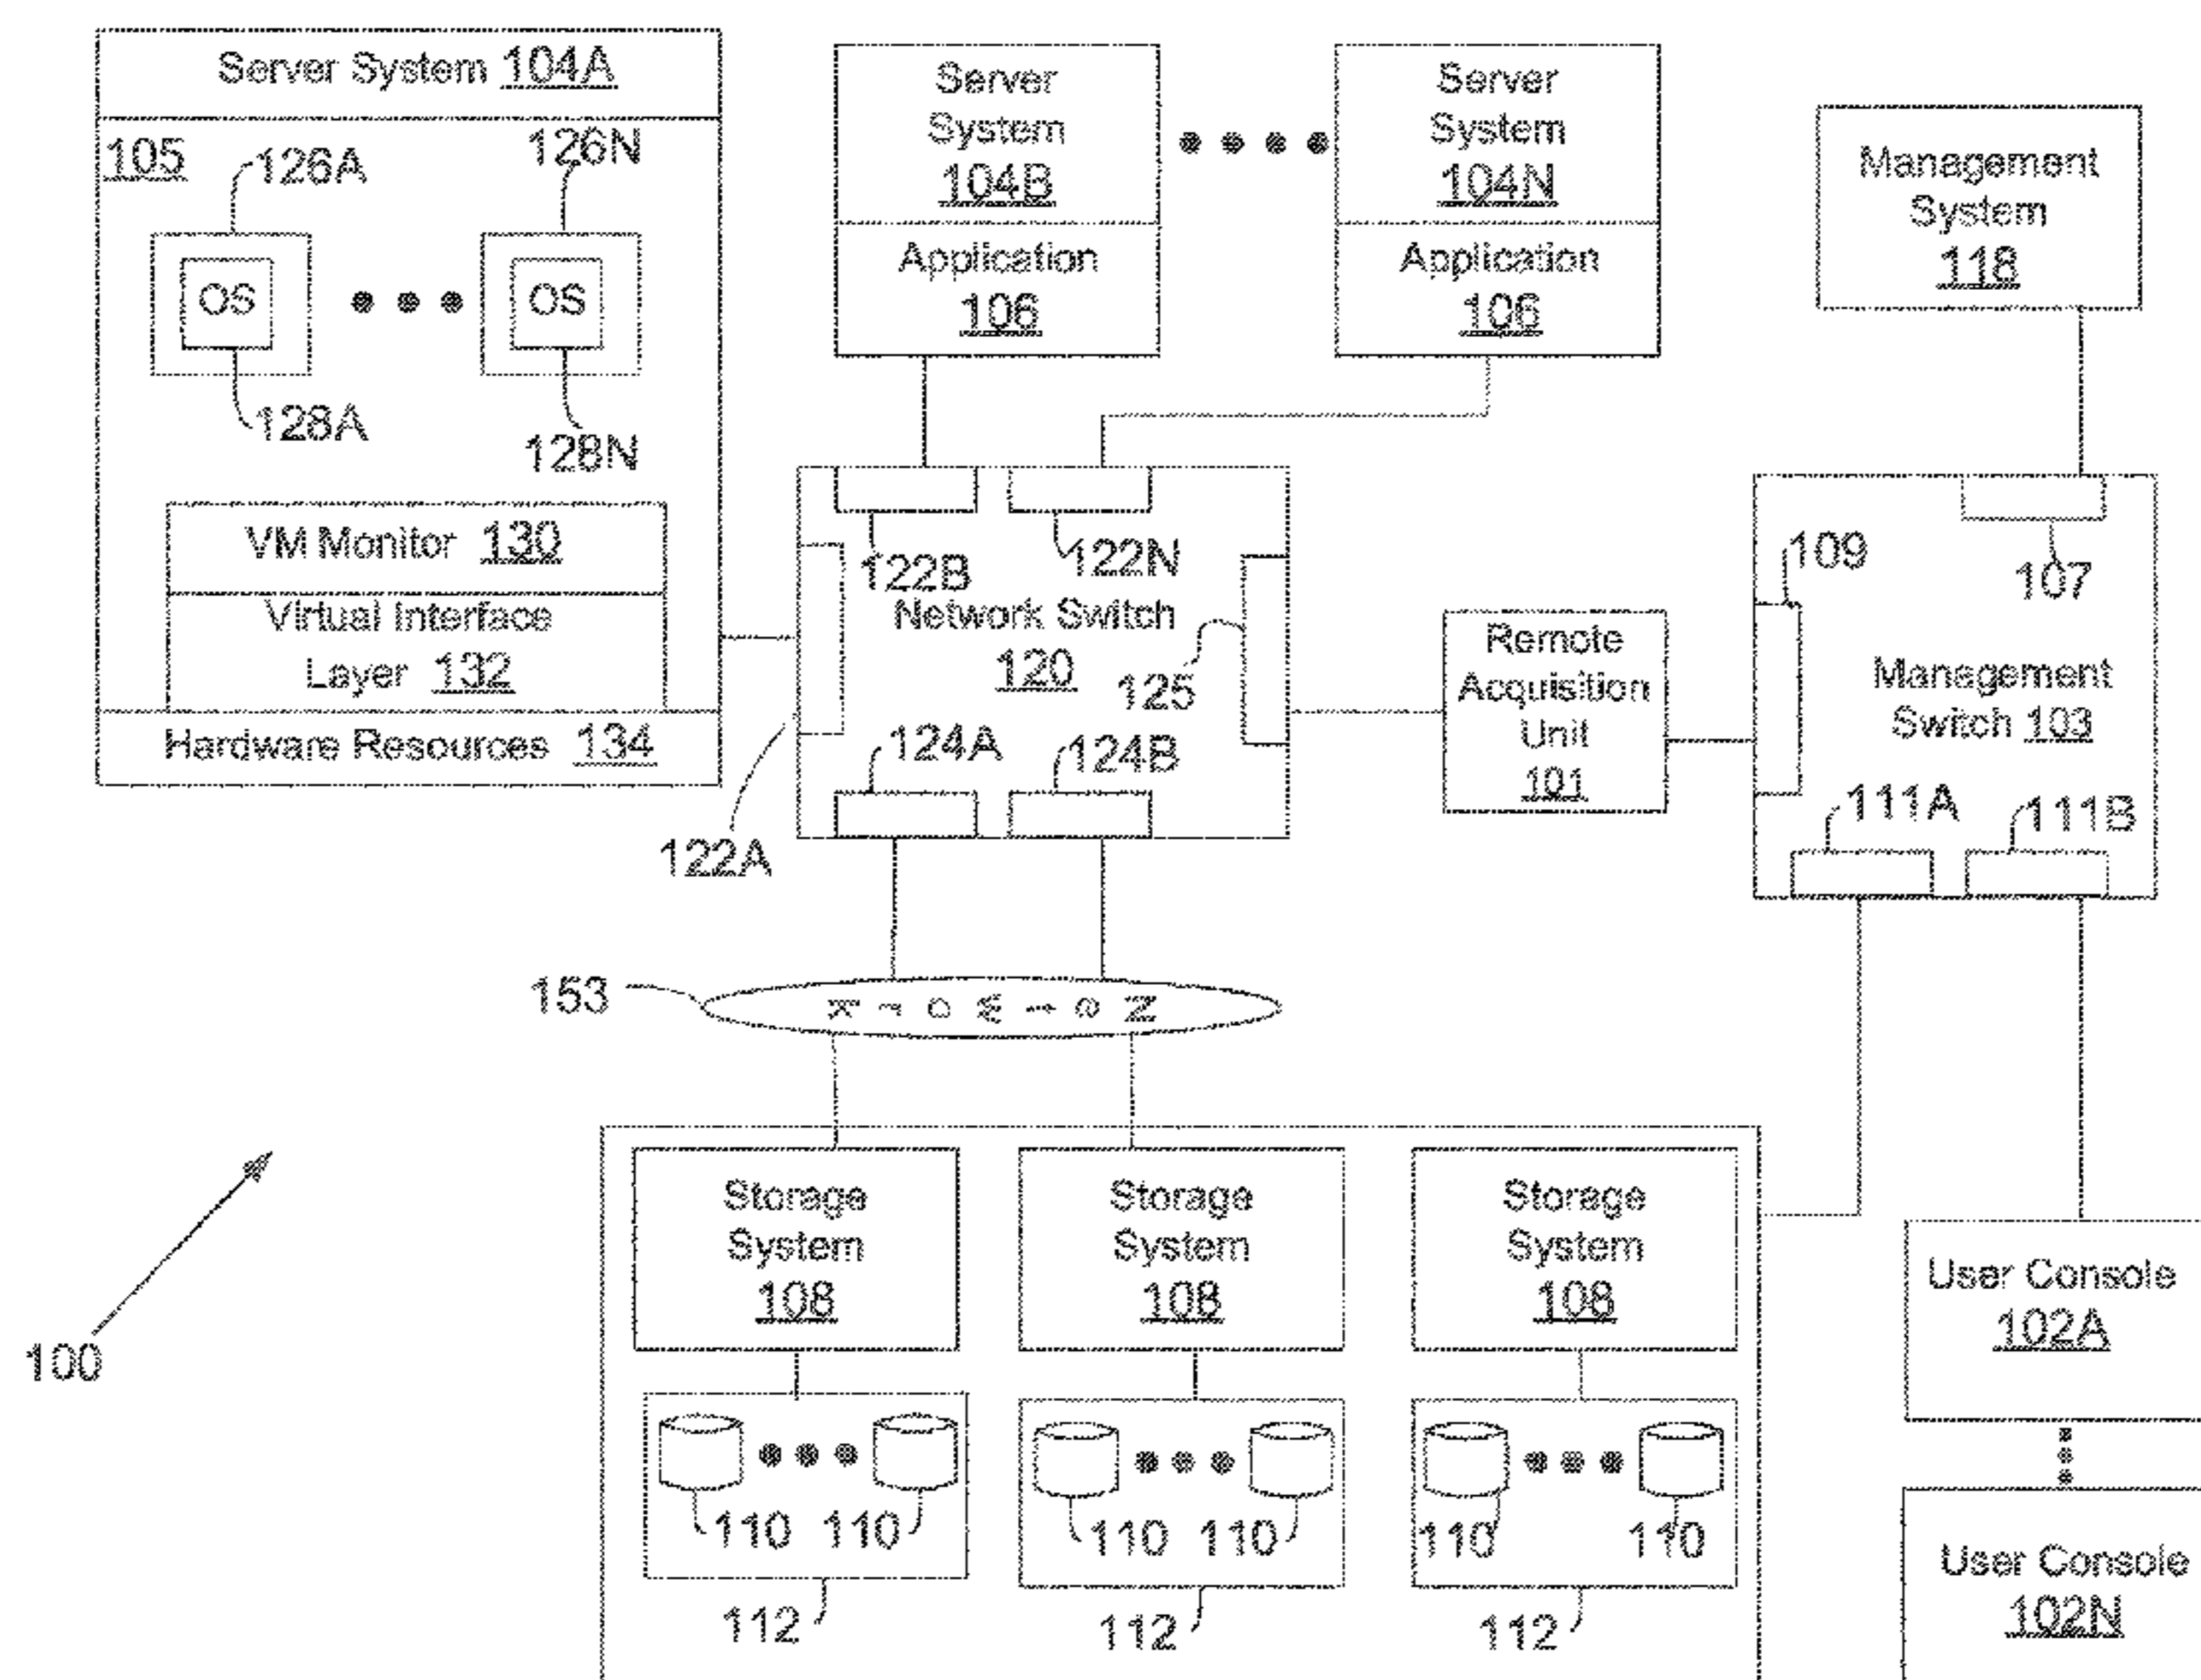 Server System 104A
105
126A
126N
OS
OS
128A
128N
VM Monitor 130
Virtual Interface
Layer 132
Hardware Resources 134
Server
System
104B
Application
106
Server
System
104N
Application
106
Management
System
118
122B
122N
Network Switch
120
125
124A
124B
122A
Remote
Acquisition
Unit
101
109
107
Management
Switch 103
111A
111B
153
NETWORK
100
Storage
System
108
Storage
System
108
Storage
System
108
110
110
110
110
110
110
112
112
112
User Console
102A
User Console
102N